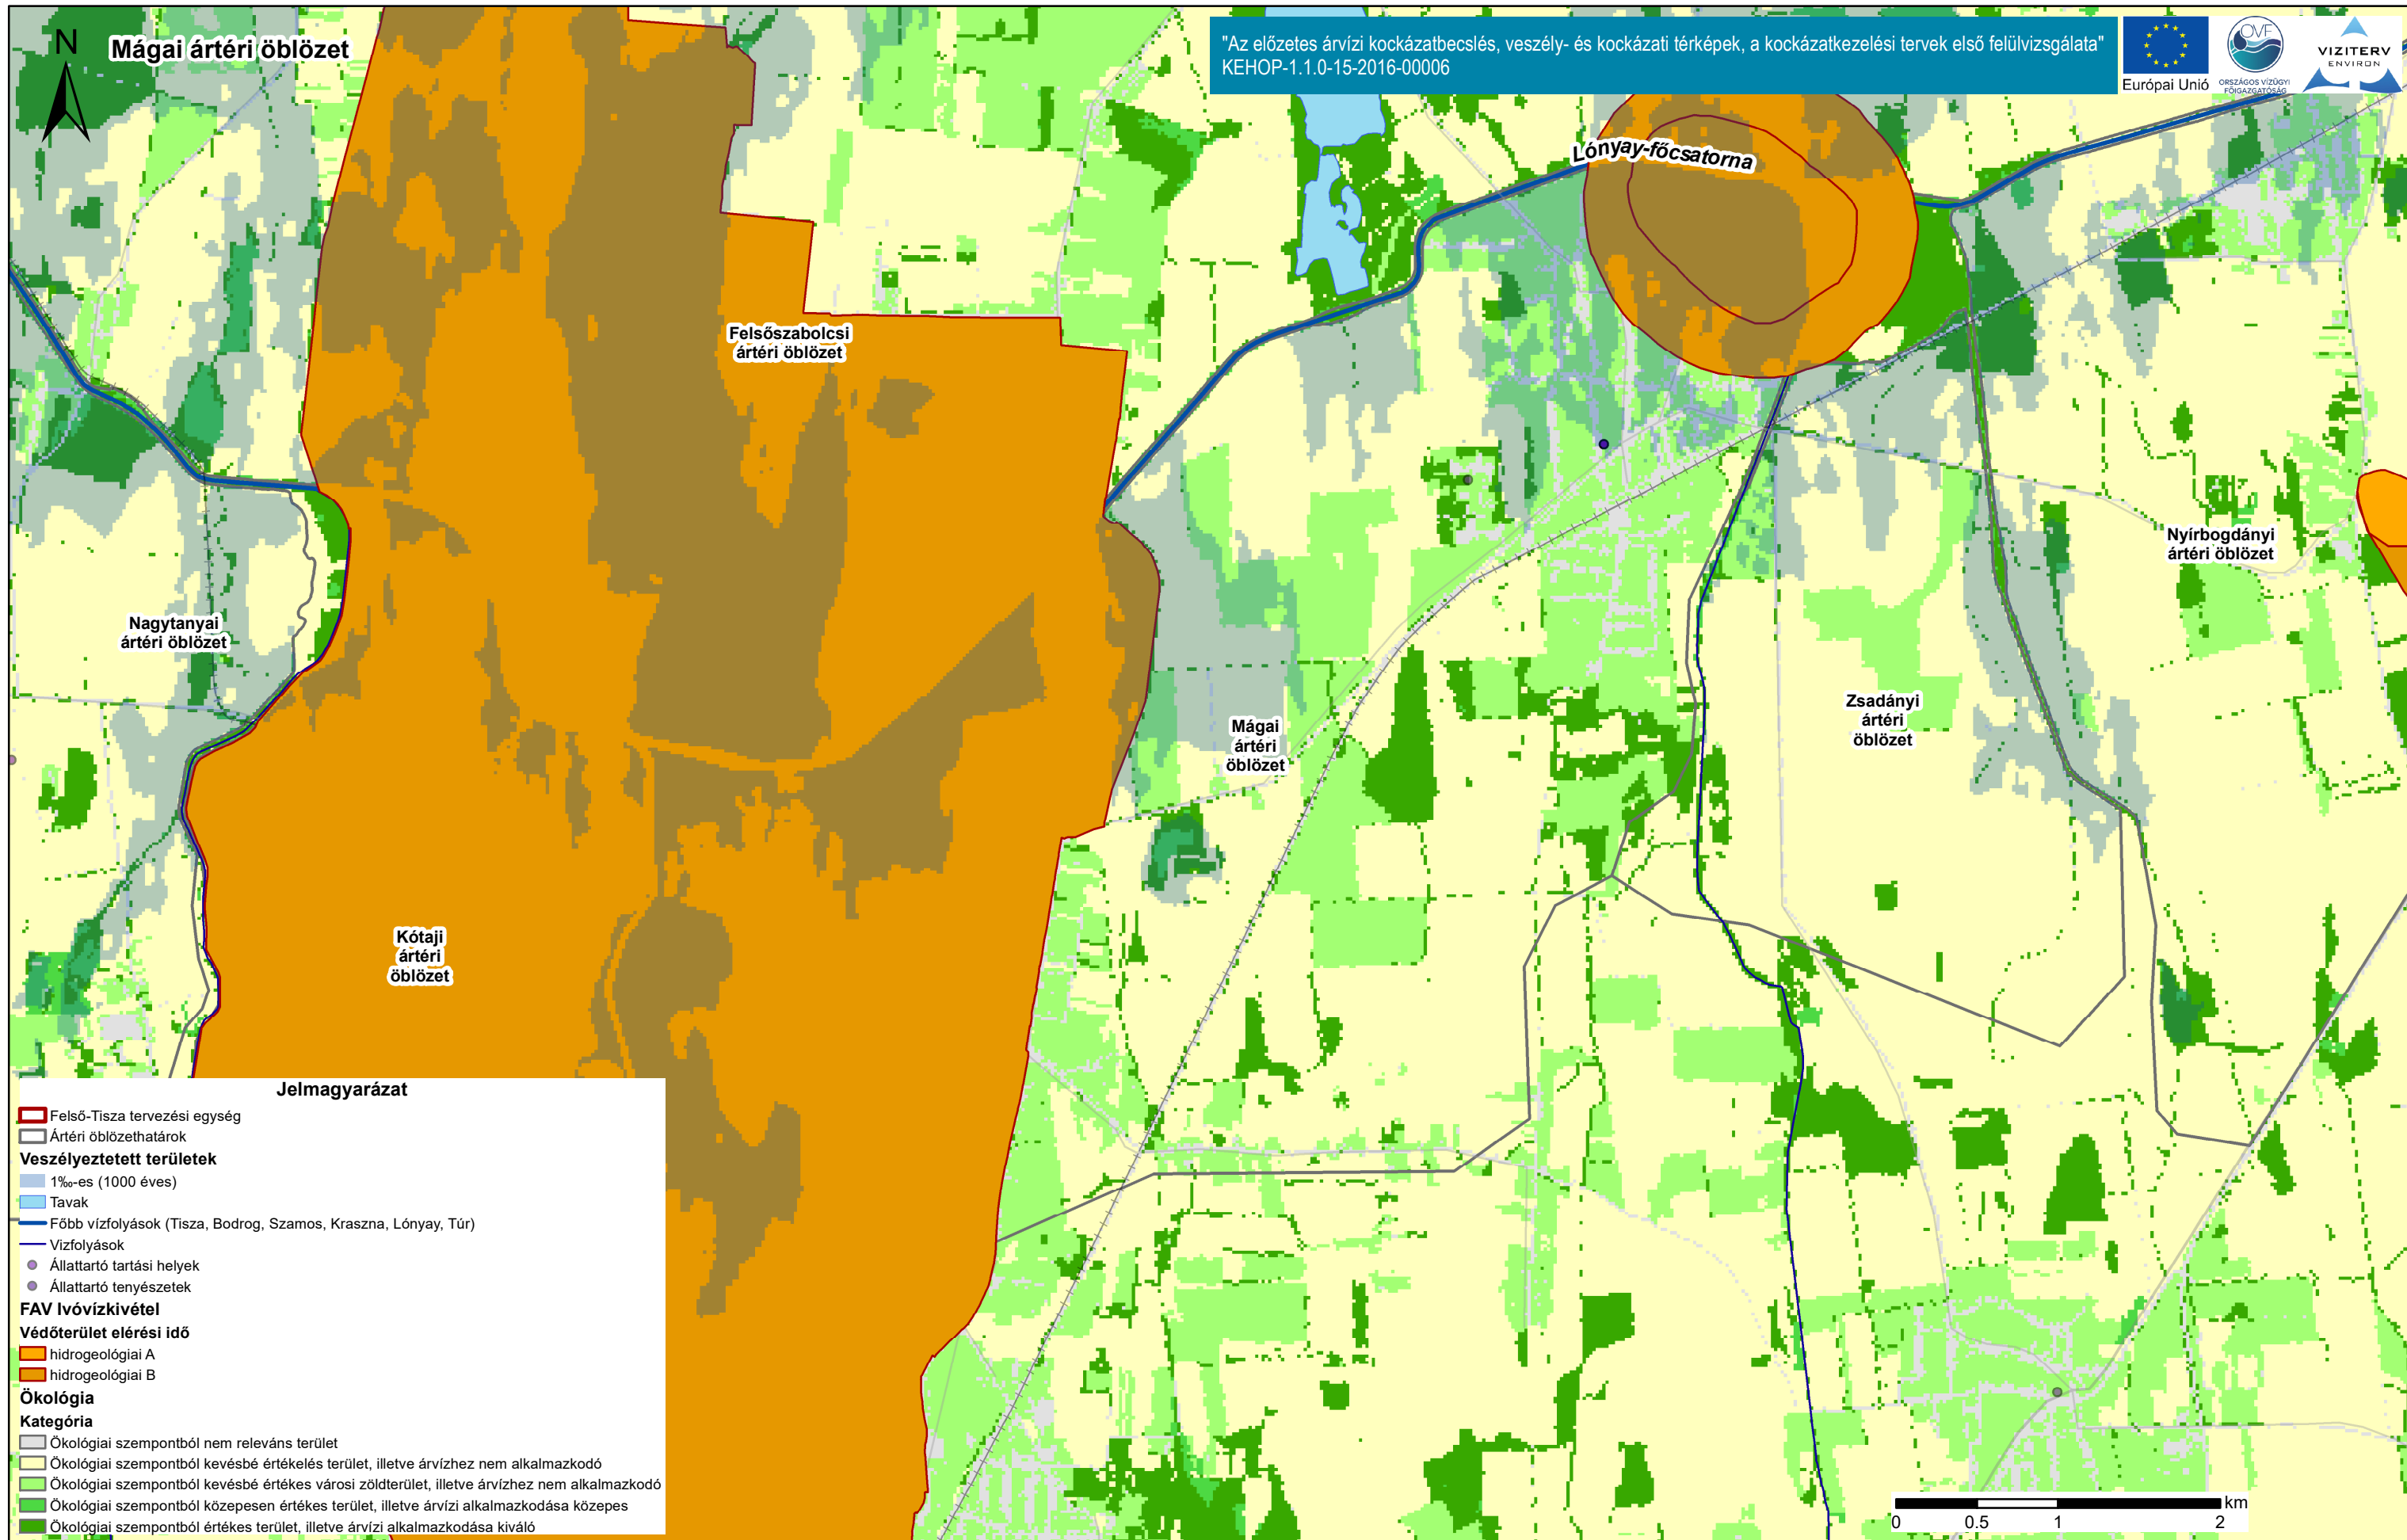 N
Mágai ártéri öblözet
"Az előzetes árvízi kockázatbecslés, veszély- és kockázati térképek, a kockázatkezelési tervek első felülvizsgálata"
KEHOP-1.1.0-15-2016-00006
Európai Unió
OVF
ORSZÁGOS VÍZÜGYI
FŐIGAZGATÓSÁG
VIZITERV
ENVIRON
Lónyay-főcsatorna
Felsőszabolcsi
ártéri öblözet
Nyírbogdányi
ártéri öblözet
Nagytanyai
ártéri öblözet
Zsadányi
ártéri
öblözet
Mágai
ártéri
öblözet
Kótaji
ártéri
öblözet
Jelmagyarázat
Felső-Tisza tervezési egység
Ártéri öblözethatárok
Veszélyeztetett területek
1‰-es (1000 éves)
Tavak
Főbb vízfolyások (Tisza, Bodrog, Szamos, Kraszna, Lónyay, Túr)
Vizfolyások
Állattartó tartási helyek
Állattartó tenyészetek
FAV Ivóvízkivétel
Védőterület elérési idő
hidrogeológiai A
hidrogeológiai B
Ökológia
Kategória
Ökológiai szempontból nem releváns terület
Ökológiai szempontból kevésbé értékelés terület, illetve árvízhez nem alkalmazkodó
Ökológiai szempontból kevésbé értékes városi zöldterület, illetve árvízhez nem alkalmazkodó
Ökológiai szempontból közepesen értékes terület, illetve árvízi alkalmazkodása közepes
Ökológiai szempontból értékes terület, illetve árvízi alkalmazkodása kiváló
km
0 0.5 1 2